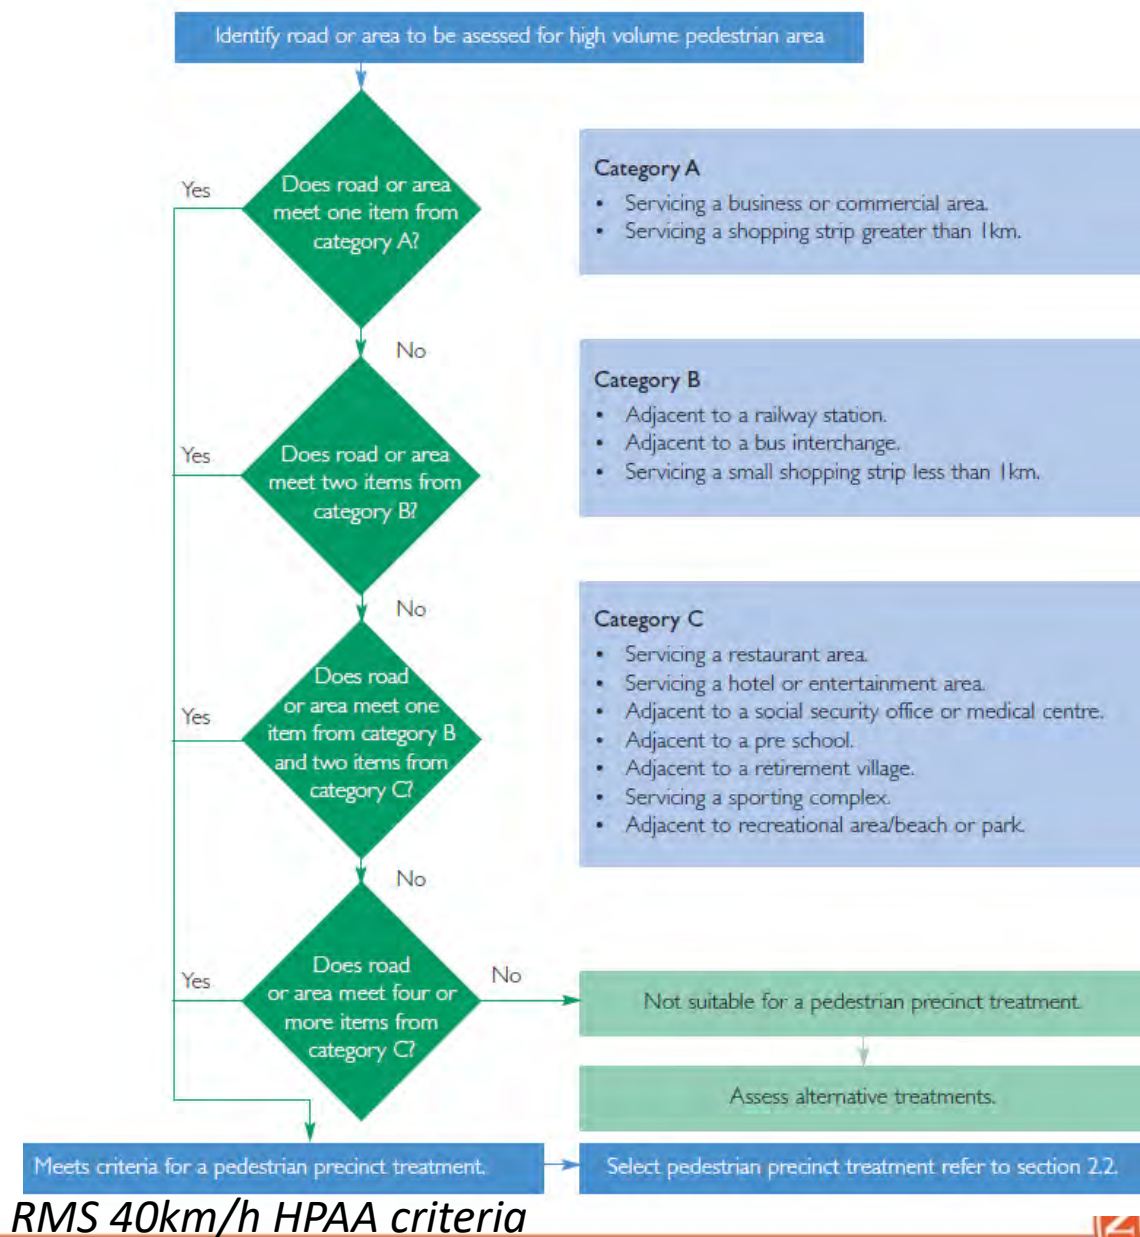 Identify road or area to be asessed for high volume pedestrian area
Does road or area
meet one item from
category A?
Yes
No
Category A
• Servicing a business or commercial area.
• Servicing a shopping strip greater than 1km.
Does road or area
meet two items from
category B?
Yes
No
Category B
• Adjacent to a railway station.
• Adjacent to a bus interchange.
• Servicing a small shopping strip less than 1km.
Does road
or area meet one
item from category B
and two items from
category C?
Yes
No
Category C
• Servicing a restaurant area.
• Servicing a hotel or entertainment area.
• Adjacent to a social security office or medical centre.
• Adjacent to a pre school.
• Adjacent to a retirement village.
• Servicing a sporting complex.
• Adjacent to recreational area/beach or park.
Does road
or area meet four or
more items from
category C?
Yes
No
Not suitable for a pedestrian precinct treatment.
Assess alternative treatments.
Meets criteria for a pedestrian precinct treatment.
Select pedestrian precinct treatment refer to section 2.2.
RMS 40km/h HPAA criteria